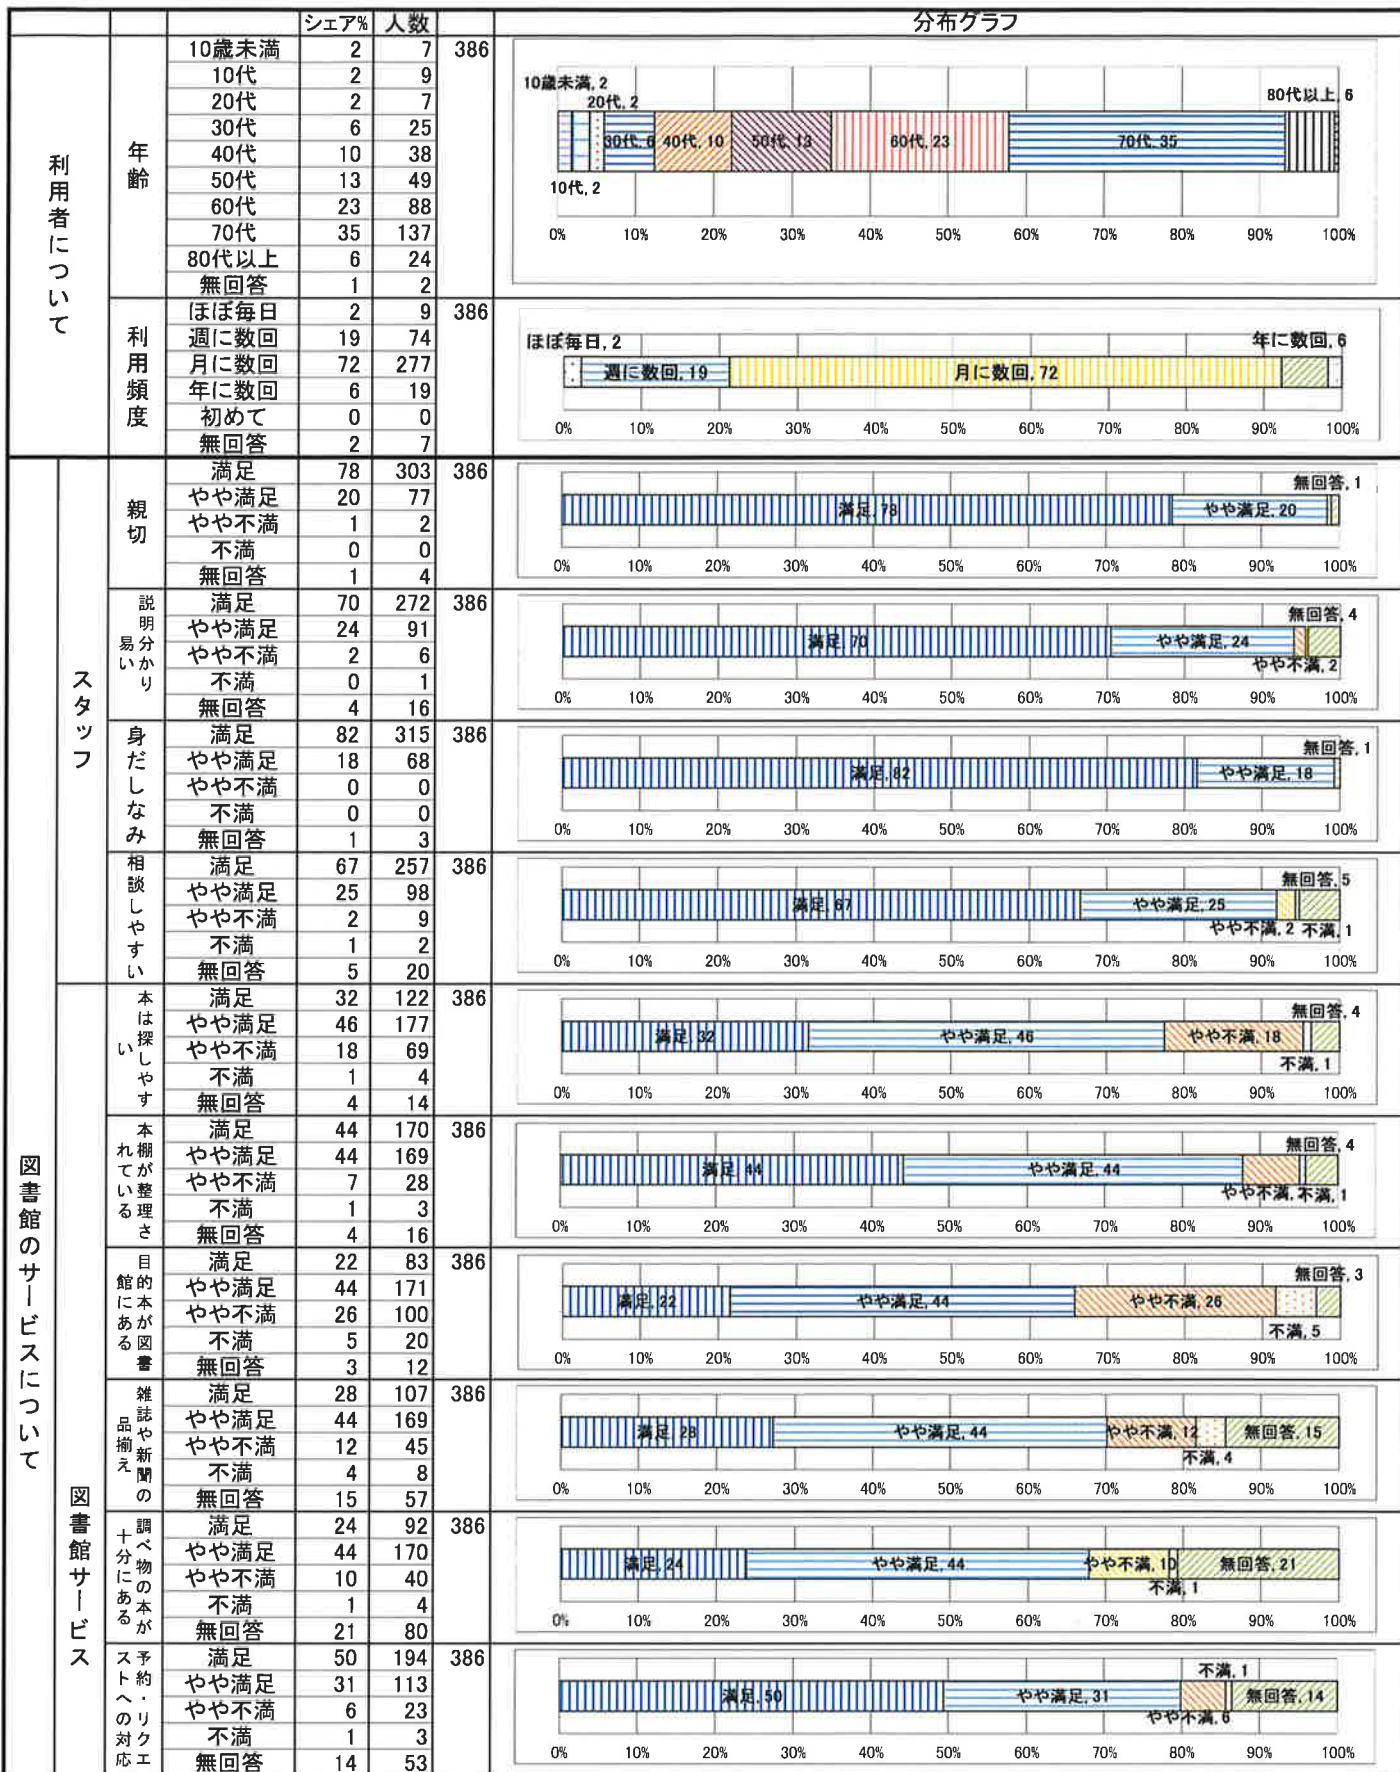 シェア% 人数 分布グラフ
利用者について
年齢
10歳未満 2 7 386
10代 2 9
20代 2 7
30代 6 25
40代 10 38
50代 13 49
60代 23 88
70代 35 137
80代以上 6 24
無回答 1 2
10歳未満, 2
20代, 2
80代以上, 6
30代, 6 40代, 10 50代, 13 60代, 23 70代, 35
10代, 2
0% 10% 20% 30% 40% 50% 60% 70% 80% 90% 100%
利用頻度
ほぼ毎日 2 9 386
週に数回 19 74
月に数回 72 277
年に数回 6 19
初めて 0 0
無回答 2 7
ほぼ毎日, 2 年に数回, 6
週に数回, 19 月に数回, 72
0% 10% 20% 30% 40% 50% 60% 70% 80% 90% 100%
図書館のサービスについて
スタッフ
親切
満足 78 303 386
やや満足 20 77
やや不満 1 2
不満 0 0
無回答 1 4
無回答, 1
満足, 78 やや満足, 20
0% 10% 20% 30% 40% 50% 60% 70% 80% 90% 100%
説明分かり易い
満足 70 272 386
やや満足 24 91
やや不満 2 6
不満 0 1
無回答 4 16
無回答, 4
満足, 70 やや満足, 24
やや不満, 2
0% 10% 20% 30% 40% 50% 60% 70% 80% 90% 100%
身だしなみ
満足 82 315 386
やや満足 18 68
やや不満 0 0
不満 0 0
無回答 1 3
無回答, 1
満足, 82 やや満足, 18
0% 10% 20% 30% 40% 50% 60% 70% 80% 90% 100%
相談しやすい
満足 67 257 386
やや満足 25 98
やや不満 2 9
不満 1 2
無回答 5 20
無回答, 5
満足, 67 やや満足, 25
やや不満, 2 不満, 1
0% 10% 20% 30% 40% 50% 60% 70% 80% 90% 100%
図書館サービス
本は探しやすい
満足 32 122 386
やや満足 46 177
やや不満 18 69
不満 1 4
無回答 4 14
無回答, 4
満足, 32 やや満足, 46 やや不満, 18
不満, 1
0% 10% 20% 30% 40% 50% 60% 70% 80% 90% 100%
本棚が整理されている
満足 44 170 386
やや満足 44 169
やや不満 7 28
不満 1 3
無回答 4 16
無回答, 4
満足, 44 やや満足, 44
やや不満, 不満, 1
0% 10% 20% 30% 40% 50% 60% 70% 80% 90% 100%
目的本が図書館にある
満足 22 83 386
やや満足 44 171
やや不満 26 100
不満 5 20
無回答 3 12
無回答, 3
満足, 22 やや満足, 44 やや不満, 26
不満, 5
0% 10% 20% 30% 40% 50% 60% 70% 80% 90% 100%
雑誌や新聞の品揃え
満足 28 107 386
やや満足 44 169
やや不満 12 45
不満 4 8
無回答 15 57
満足, 28 やや満足, 44 やや不満, 12 無回答, 15
不満, 4
0% 10% 20% 30% 40% 50% 60% 70% 80% 90% 100%
調べ物の本が十分にある
満足 24 92 386
やや満足 44 170
やや不満 10 40
不満 1 4
無回答 21 80
満足, 24 やや満足, 44 やや不満, 10 無回答, 21
不満, 1
0% 10% 20% 30% 40% 50% 60% 70% 80% 90% 100%
予約・リクエストへの対応
満足 50 194 386
やや満足 31 113
やや不満 6 23
不満 1 3
無回答 14 53
不満, 1
満足, 50 やや満足, 31 無回答, 14
やや不満, 6
0% 10% 20% 30% 40% 50% 60% 70% 80% 90% 100%